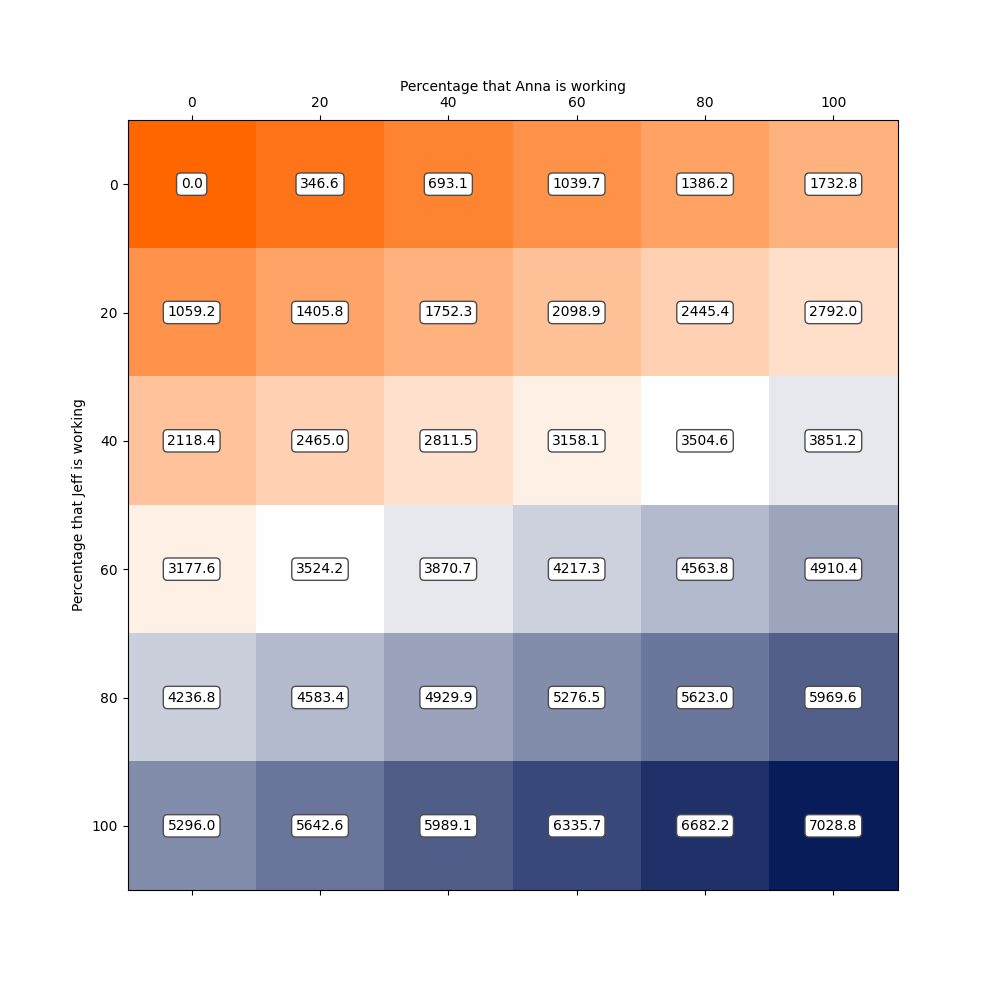 Percentage that Anna is working
0 20 40 60 80 100
Percentage that Jeff is working
0 0.0 346.6 693.1 1039.7 1386.2 1732.8
20 1059.2 1405.8 1752.3 2098.9 2445.4 2792.0
40 2118.4 2465.0 2811.5 3158.1 3504.6 3851.2
60 3177.6 3524.2 3870.7 4217.3 4563.8 4910.4
80 4236.8 4583.4 4929.9 5276.5 5623.0 5969.6
100 5296.0 5642.6 5989.1 6335.7 6682.2 7028.8